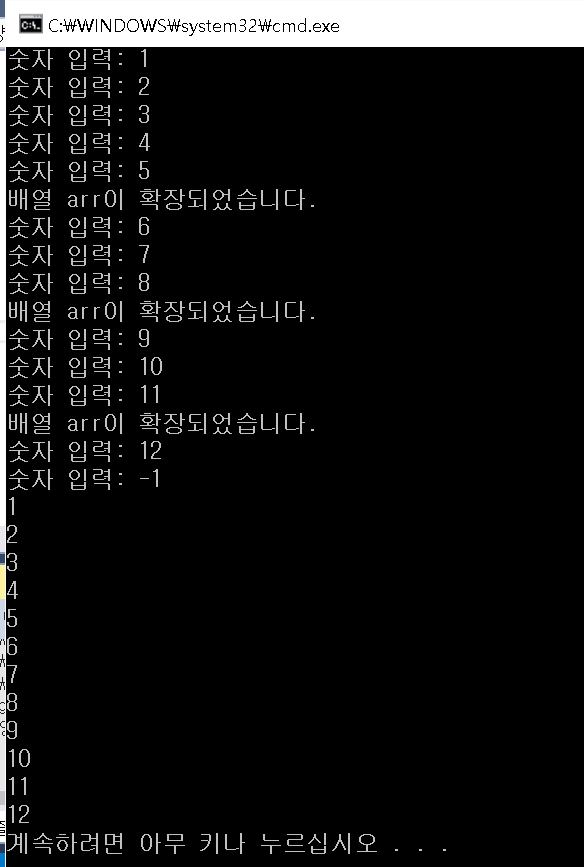 C:₩WINDOWS₩system32₩cmd.exe
숫자 입력: 1
숫자 입력: 2
숫자 입력: 3
숫자 입력: 4
숫자 입력: 5
배열 arr이 확장되었습니다.
숫자 입력: 6
숫자 입력: 7
숫자 입력: 8
배열 arr이 확장되었습니다.
숫자 입력: 9
숫자 입력: 10
숫자 입력: 11
배열 arr이 확장되었습니다.
숫자 입력: 12
숫자 입력: -1
1
2
3
4
5
6
7
8
9
10
11
12
계속하려면 아무 키나 누르십시오 . . .